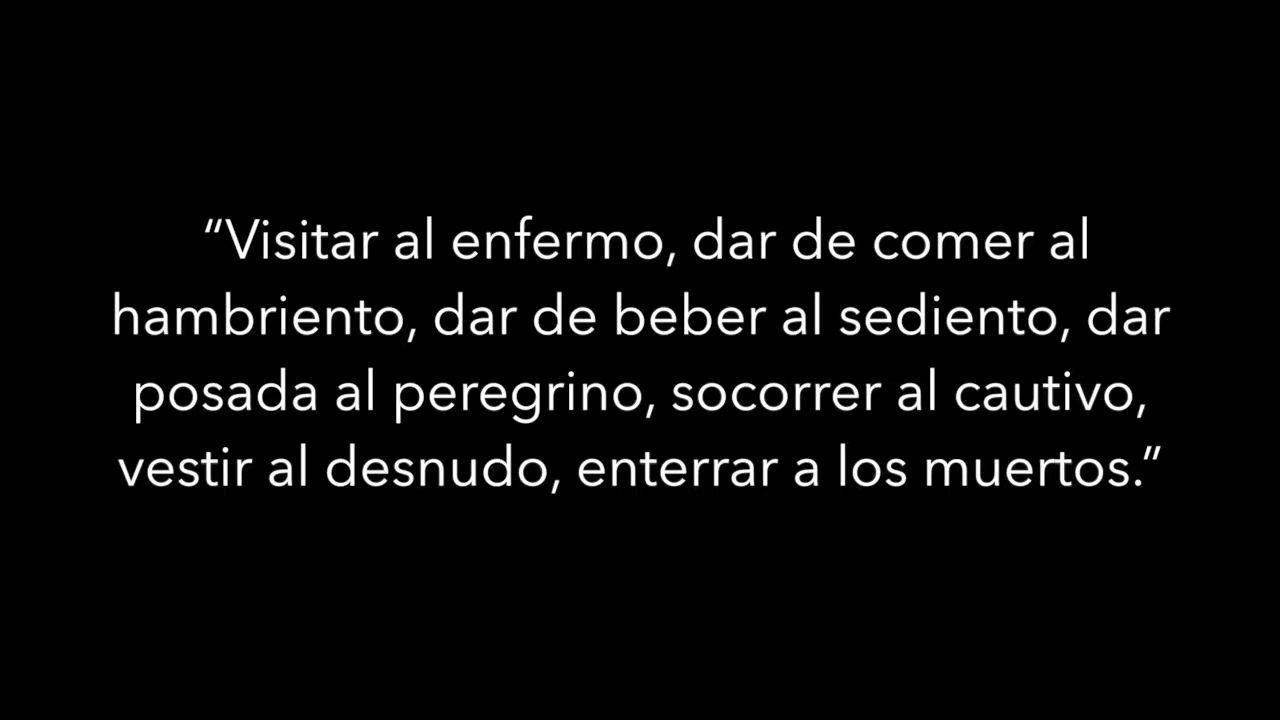 “Visitar al enfermo, dar de comer al
hambriento, dar de beber al sediento, dar
posada al peregrino, socorrer al cautivo,
vestir al desnudo, enterrar a los muertos.”